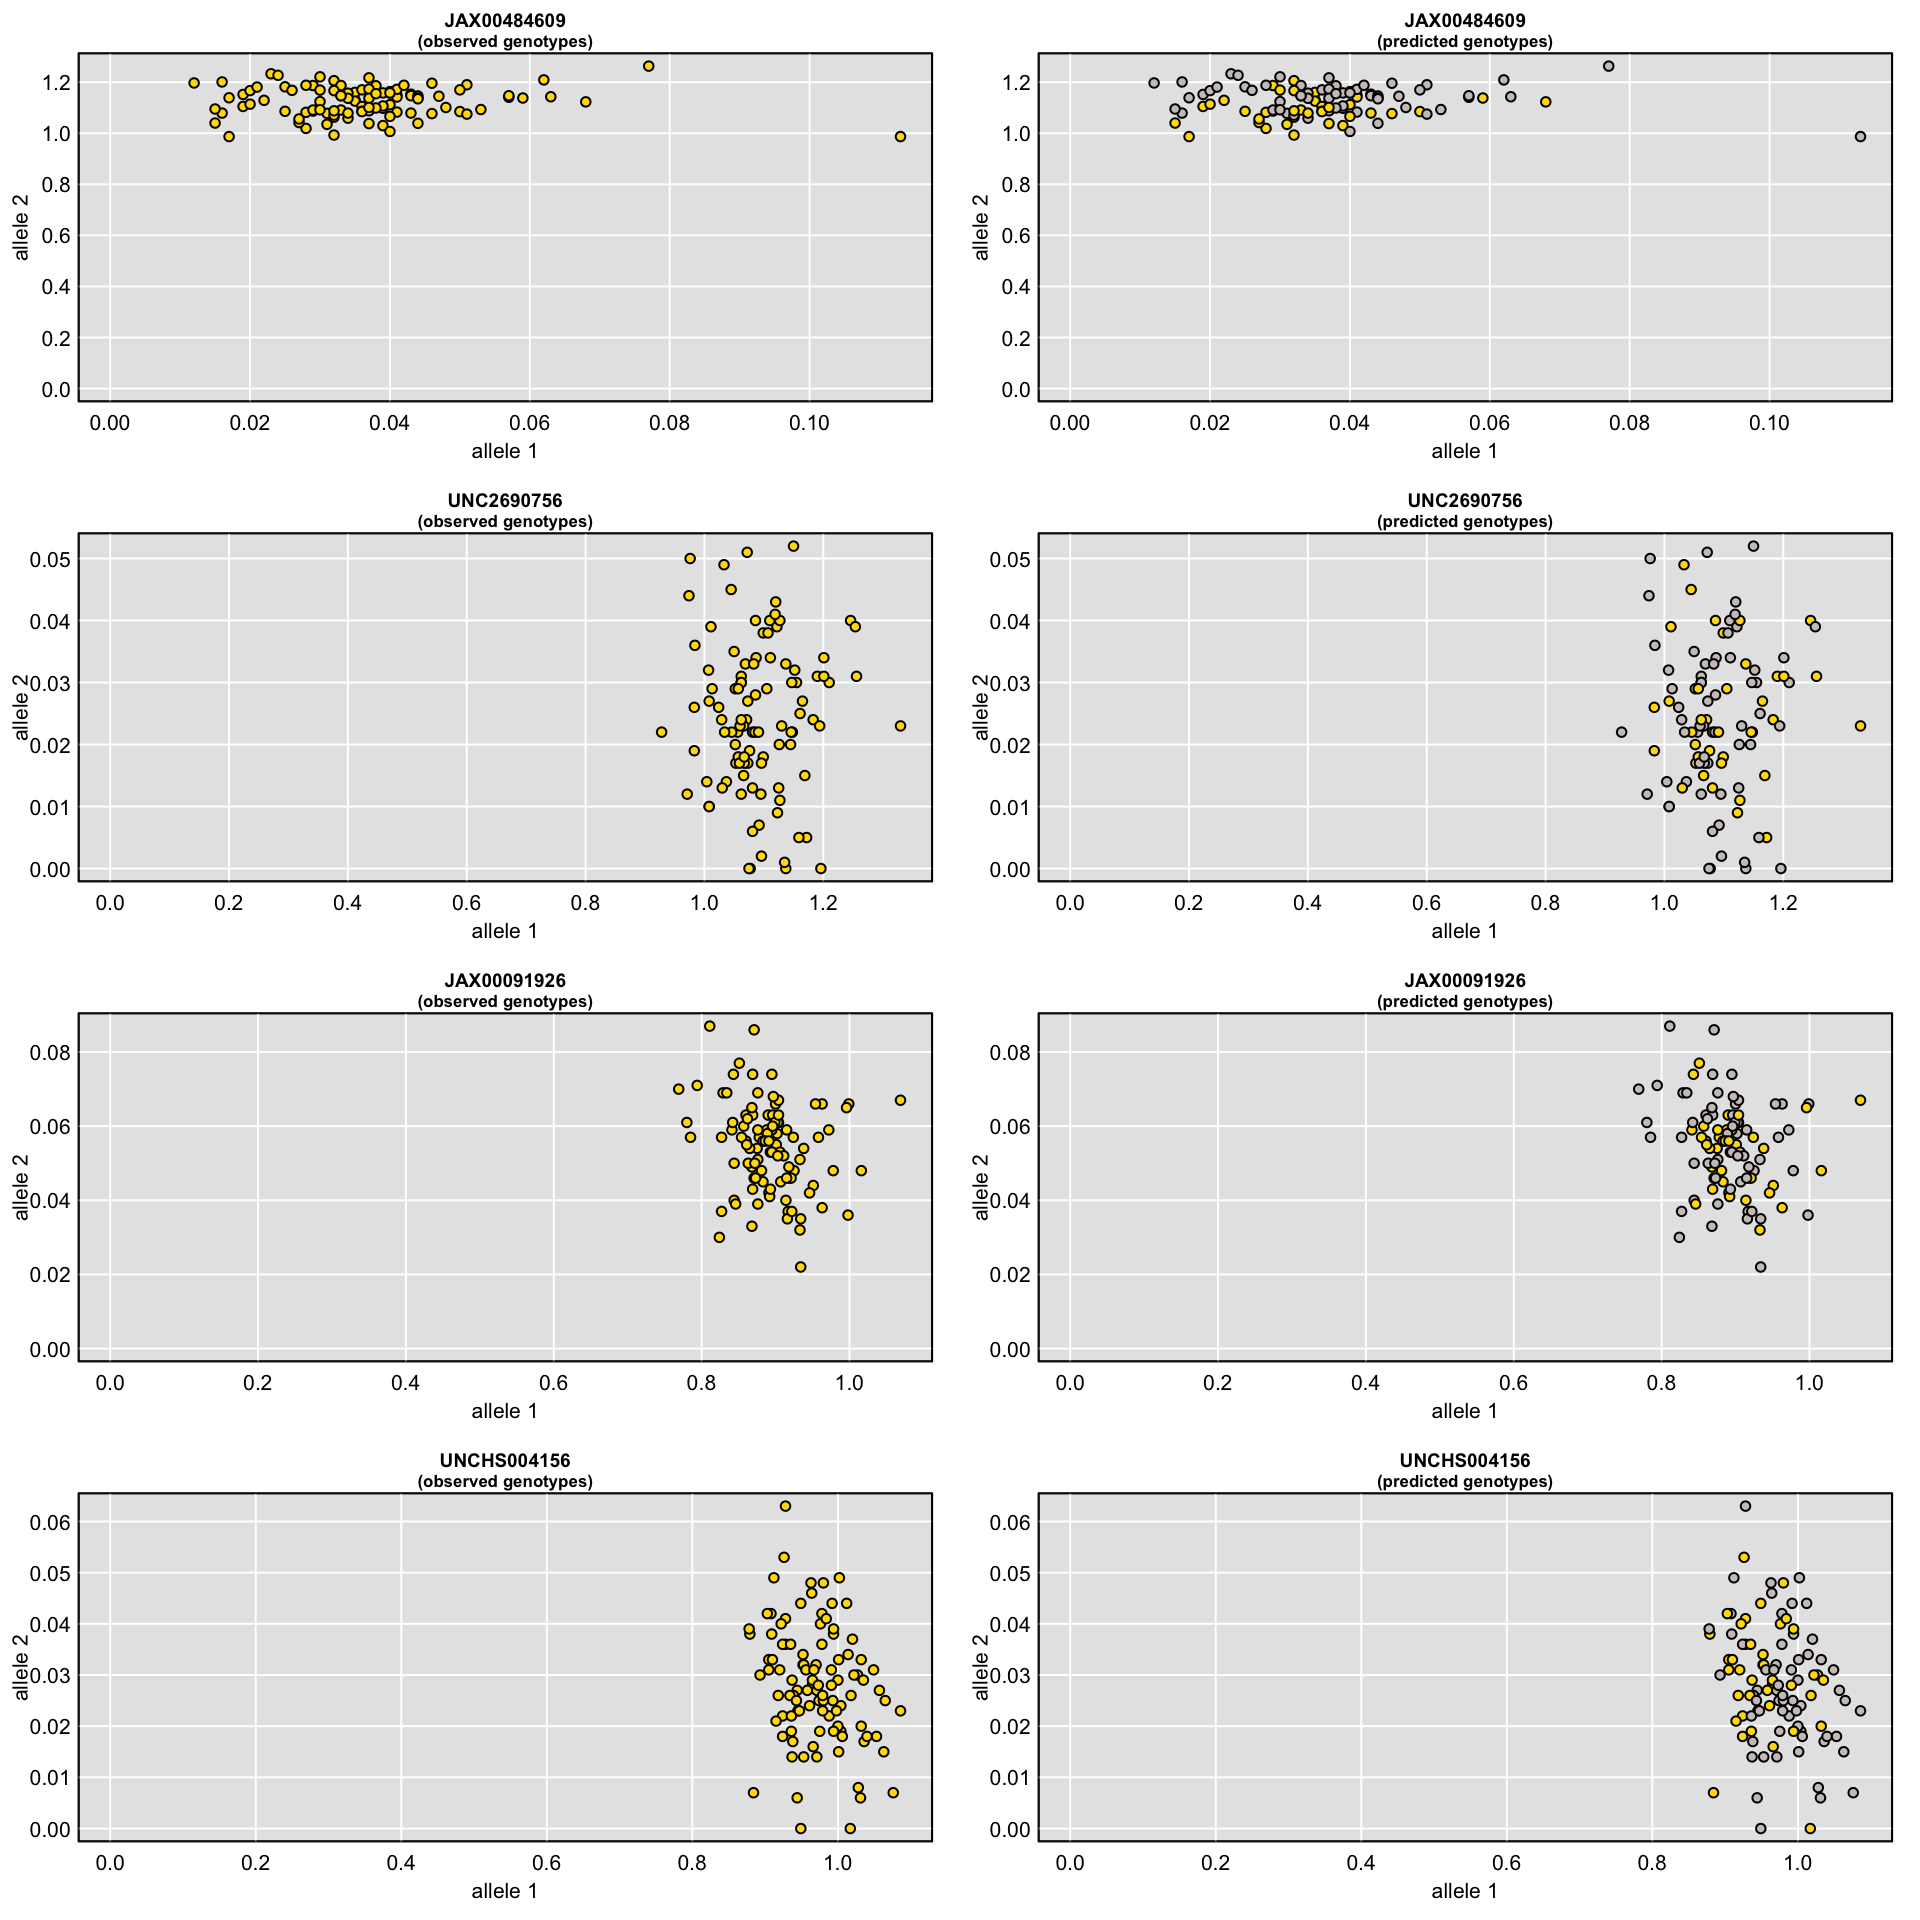 JAX00484609
(observed genotypes)
allele 2
1.2
1.0
0.8
0.6
0.4
0.2
0.0
0.00 0.02 0.04 0.06 0.08 0.10
allele 1
JAX00484609
(predicted genotypes)
allele 2
1.2
1.0
0.8
0.6
0.4
0.2
0.0
0.00 0.02 0.04 0.06 0.08 0.10
allele 1
UNC2690756
(observed genotypes)
allele 2
0.05
0.04
0.03
0.02
0.01
0.00
0.0 0.2 0.4 0.6 0.8 1.0 1.2
allele 1
UNC2690756
(predicted genotypes)
allele 2
0.05
0.04
0.03
0.02
0.01
0.00
0.0 0.2 0.4 0.6 0.8 1.0 1.2
allele 1
JAX00091926
(observed genotypes)
allele 2
0.08
0.06
0.04
0.02
0.00
0.0 0.2 0.4 0.6 0.8 1.0
allele 1
JAX00091926
(predicted genotypes)
allele 2
0.08
0.06
0.04
0.02
0.00
0.0 0.2 0.4 0.6 0.8 1.0
allele 1
UNCHS004156
(observed genotypes)
allele 2
0.06
0.05
0.04
0.03
0.02
0.01
0.00
0.0 0.2 0.4 0.6 0.8 1.0
allele 1
UNCHS004156
(predicted genotypes)
allele 2
0.06
0.05
0.04
0.03
0.02
0.01
0.00
0.0 0.2 0.4 0.6 0.8 1.0
allele 1